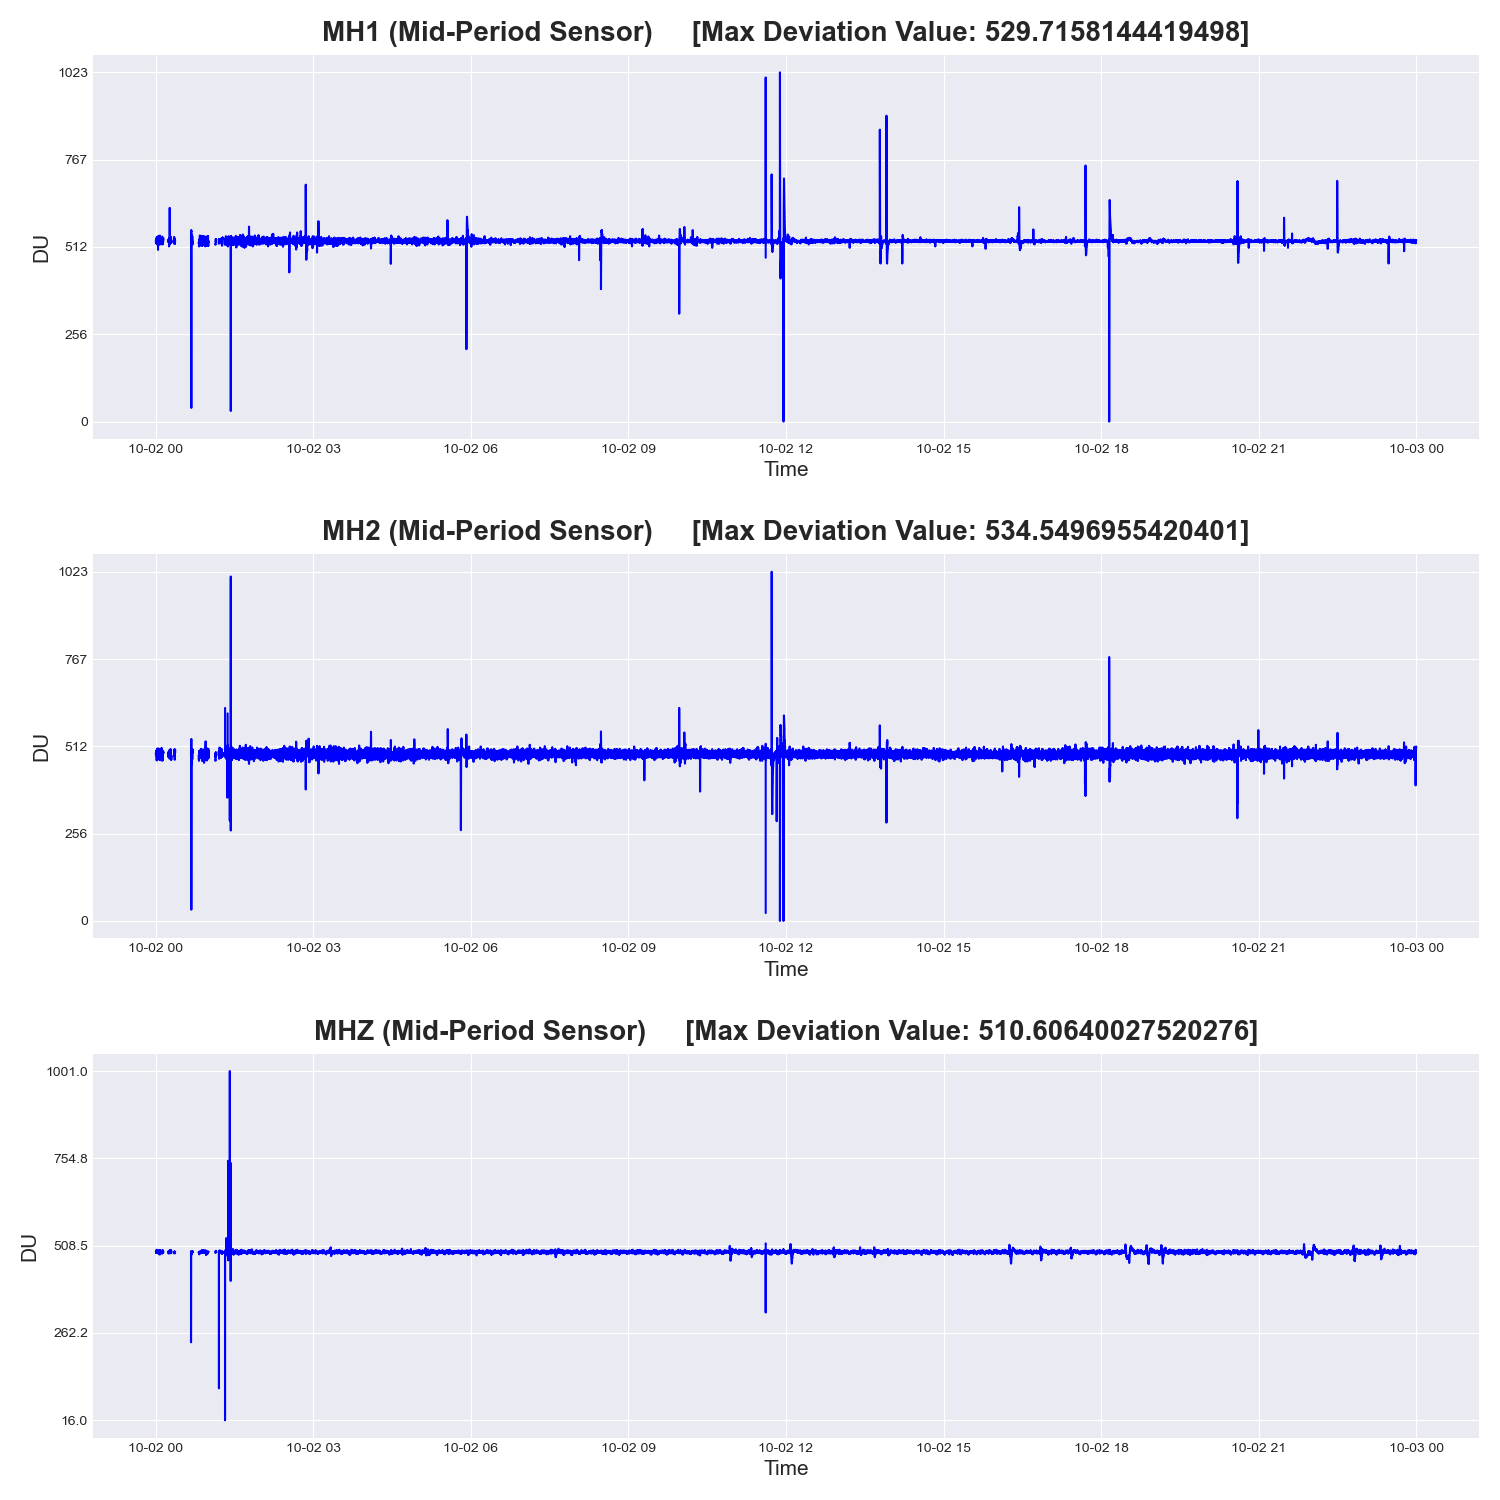 MH1 (Mid-Period Sensor) [Max Deviation Value: 529.7158144419498]
1023
767
512
256
0
DU
10-02 00 10-02 03 10-02 06 10-02 09 10-02 12 10-02 15 10-02 18 10-02 21 10-03 00
Time
MH2 (Mid-Period Sensor) [Max Deviation Value: 534.5496955420401]
1023
767
512
256
0
DU
10-02 00 10-02 03 10-02 06 10-02 09 10-02 12 10-02 15 10-02 18 10-02 21 10-03 00
Time
MHZ (Mid-Period Sensor) [Max Deviation Value: 510.60640027520276]
1001.0
754.8
508.5
262.2
16.0
DU
10-02 00 10-02 03 10-02 06 10-02 09 10-02 12 10-02 15 10-02 18 10-02 21 10-03 00
Time